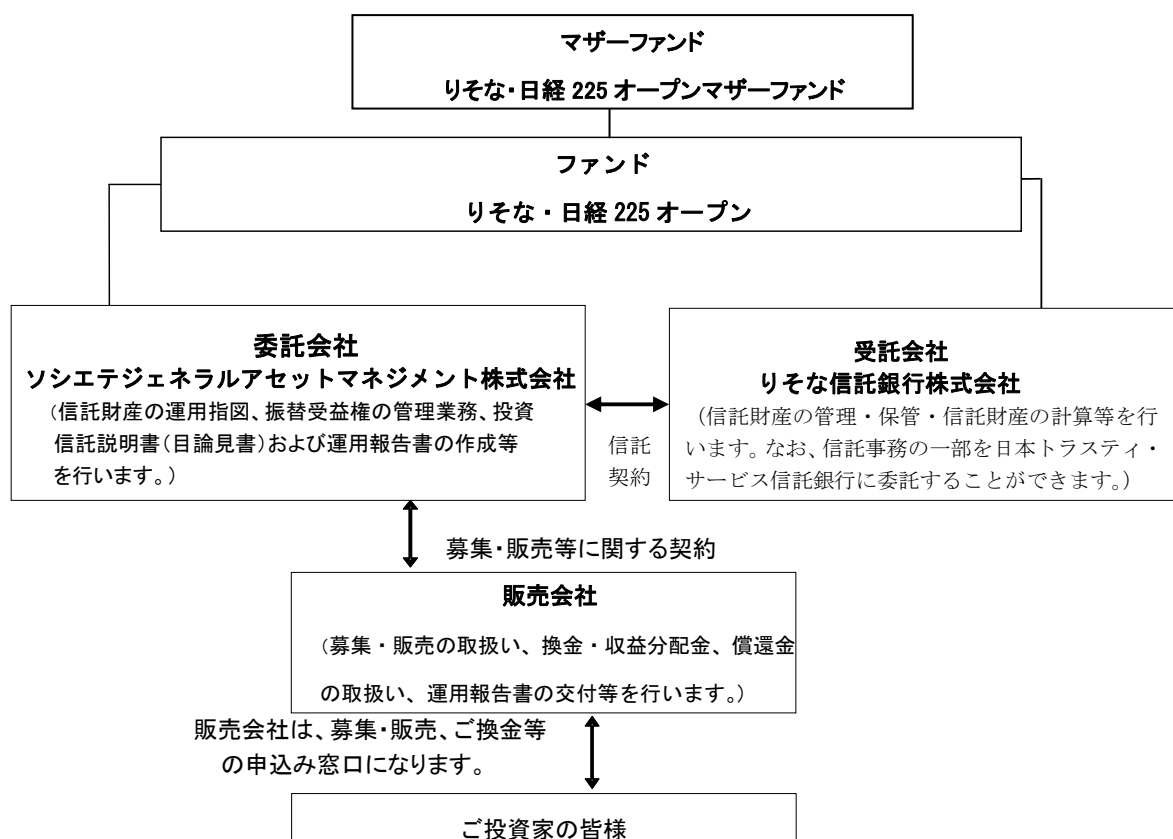 マザーファンド
りそな・日経 225 オープンマザーファンド
ファンド
りそな・日経 225 オープン
委託会社
ソシエテジェネラルアセットマネジメント株式会社
（信託財産の運用指図、振替受益権の管理業務、投資
信託説明書（目論見書）および運用報告書の作成等
を行います。）
信託
契約
受託会社
りそな信託銀行株式会社
（信託財産の管理・保管・信託財産の計算等を行
います。なお、信託事務の一部を日本トラスティ・
サービス信託銀行に委託することができます。）
募集・販売等に関する契約
販売会社
（募集・販売の取扱い、換金・収益分配金、償還金
の取扱い、運用報告書の交付等を行います。）
販売会社は、募集・販売、ご換金等
の申込み窓口になります。
ご投資家の皆様